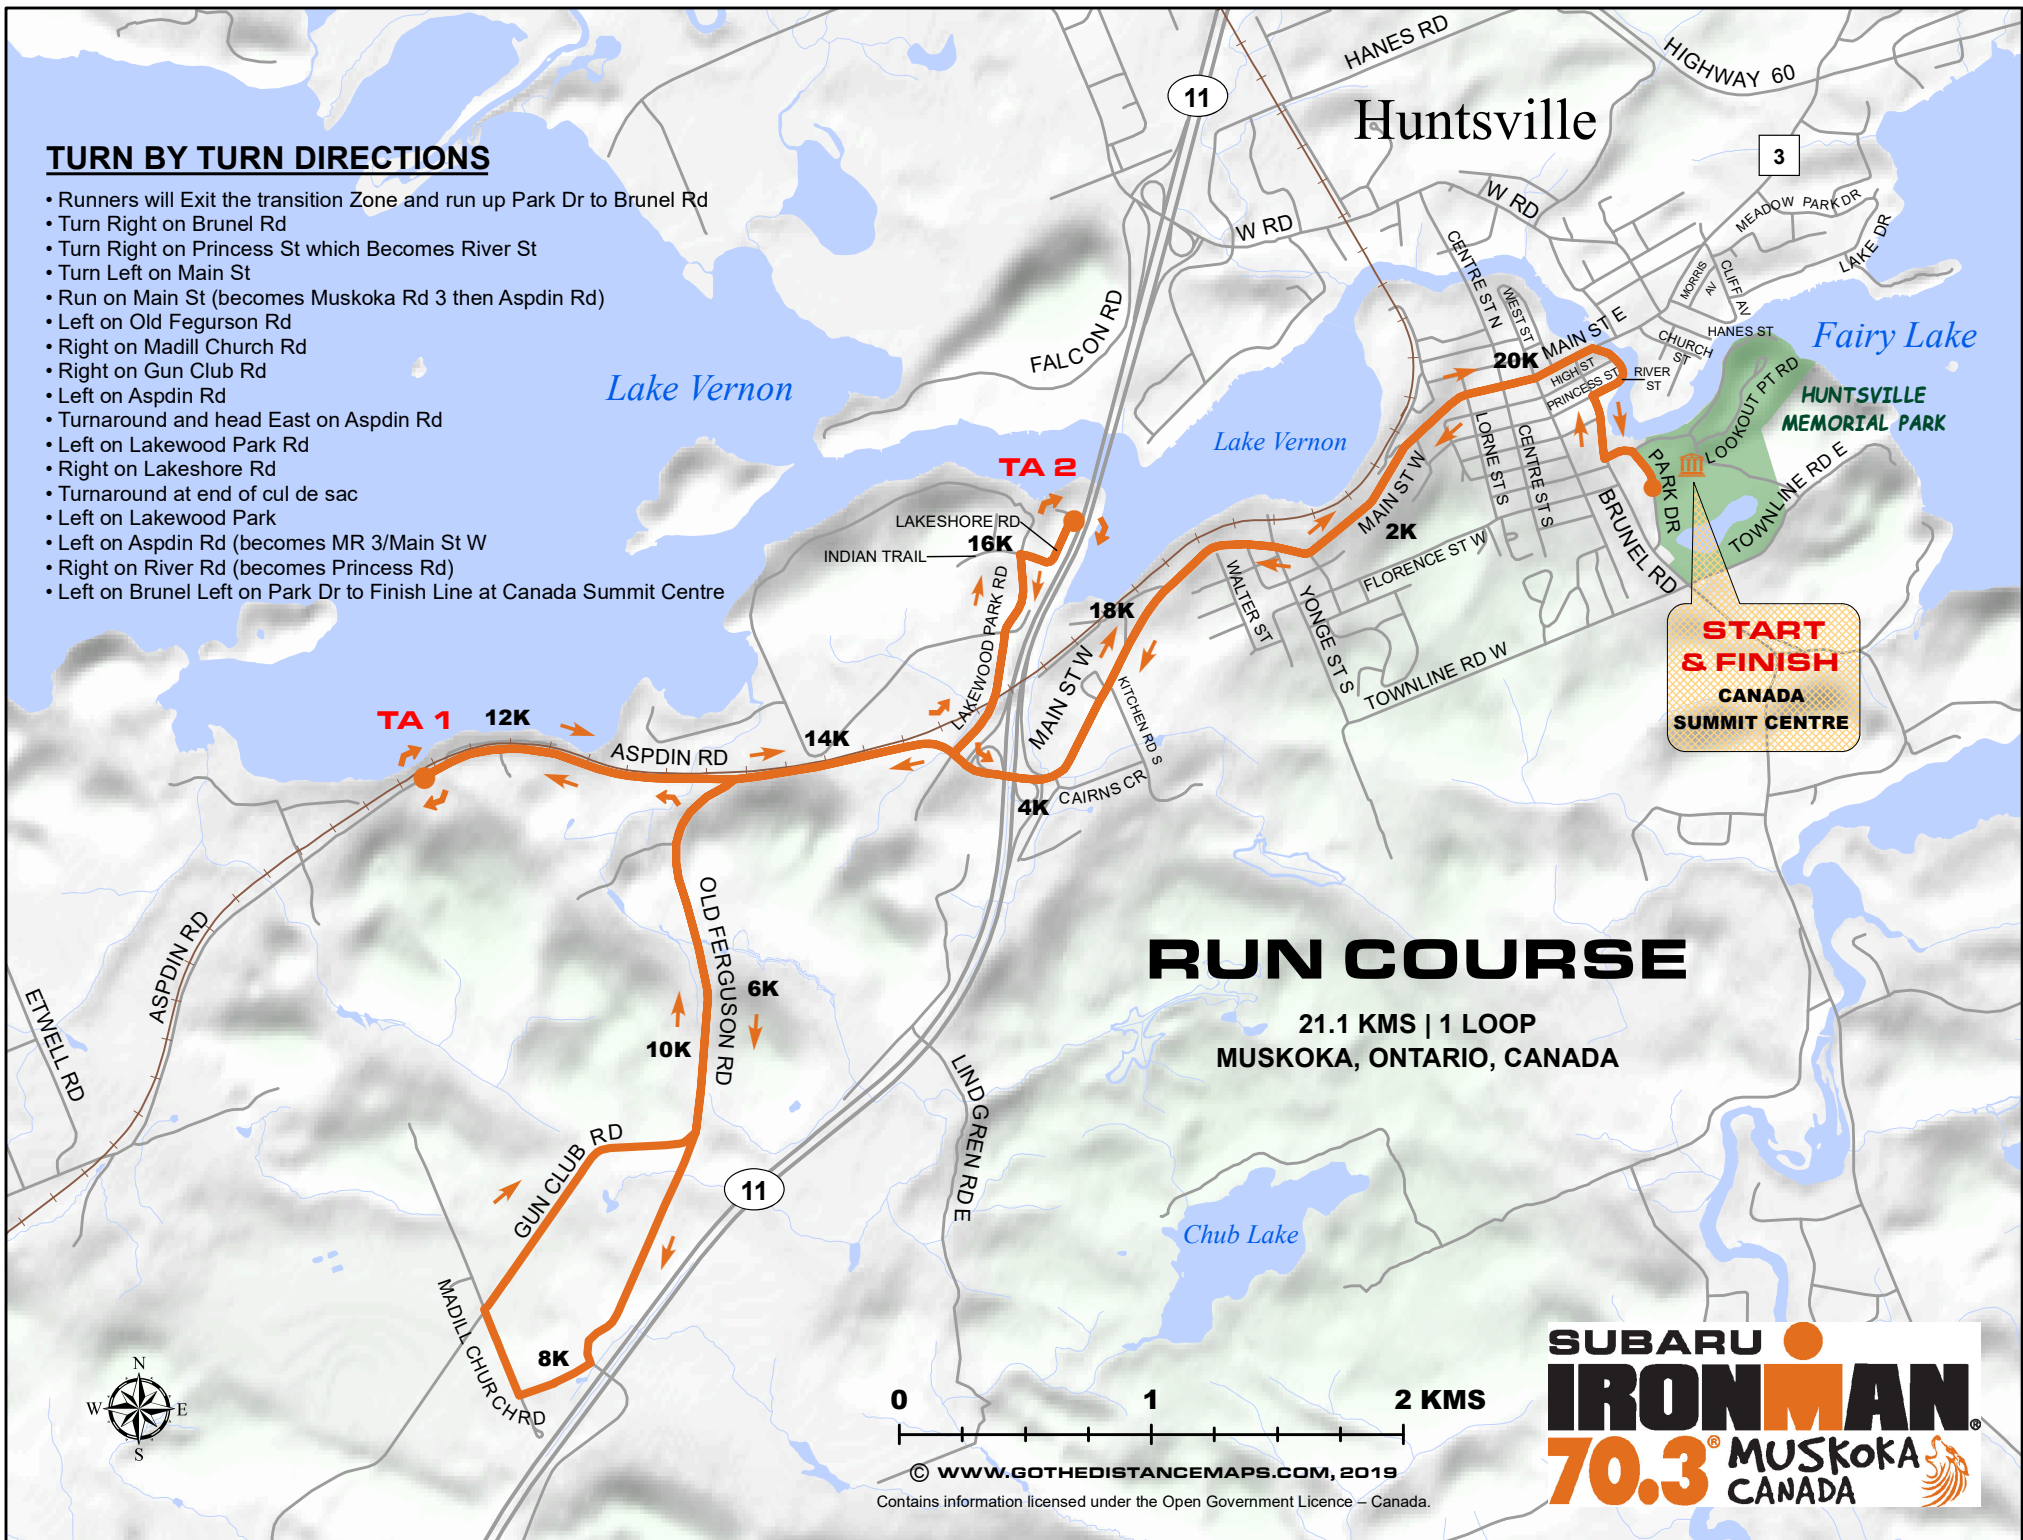 TURN BY TURN DIRECTIONS
• Runners will Exit the transition Zone and run up Park Dr to Brunel Rd
• Turn Right on Brunel Rd
• Turn Right on Princess St which Becomes River St
• Turn Left on Main St
• Run on Main St (becomes Muskoka Rd 3 then Aspdin Rd)
• Left on Old Fegurson Rd
• Right on Madill Church Rd
• Right on Gun Club Rd
• Left on Aspdin Rd
• Turnaround and head East on Aspdin Rd
• Left on Lakewood Park Rd
• Right on Lakeshore Rd
• Turnaround at end of cul de sac
• Left on Lakewood Park
• Left on Aspdin Rd (becomes MR 3/Main St W
• Right on River Rd (becomes Princess Rd)
• Left on Brunel Left on Park Dr to Finish Line at Canada Summit Centre
HANES RD
HIGHWAY 60
11
Huntsville
3
W RD
W RD
MEADOW PARK DR
LAKE DR
CENTRE ST N
WEST ST
MORRIS AV
CLIFF AV
FALCON RD
MAIN ST E
HANES ST
CHURCH ST
Fairy Lake
20K
HIGH ST
PRINCESS ST
RIVER ST
LOOKOUT PT RD
HUNTSVILLE
MEMORIAL PARK
Lake Vernon
Lake Vernon
TA 2
LAKESHORE RD
16K
INDIAN TRAIL
LORNE ST S
CENTRE ST S
MAIN ST W
2K
PARK DR
BRUNEL RD
TOWNLINE RD E
FLORENCE ST W
WALTER ST
YONGE ST S
LAKEWOOD PARK RD
18K
MAIN ST W
KITCHEN RD S
TOWNLINE RD W
START
& FINISH
CANADA
SUMMIT CENTRE
TA 1
12K
ASPDIN RD
14K
4K
CAIRNS CR
OLD FERGUSON RD
ASPDIN RD
ETWELL RD
6K
10K
RUN COURSE
21.1 KMS | 1 LOOP
MUSKOKA, ONTARIO, CANADA
LINDGREN RD E
GUN CLUB RD
11
Chub Lake
MADILL CHURCH RD
8K
N
W
E
S
0
1
2 KMS
© WWW.GOTHEDISTANCEMAPS.COM, 2019
Contains information licensed under the Open Government Licence – Canada.
SUBARU
IRONMAN®
70.3® MUSKOKA
CANADA